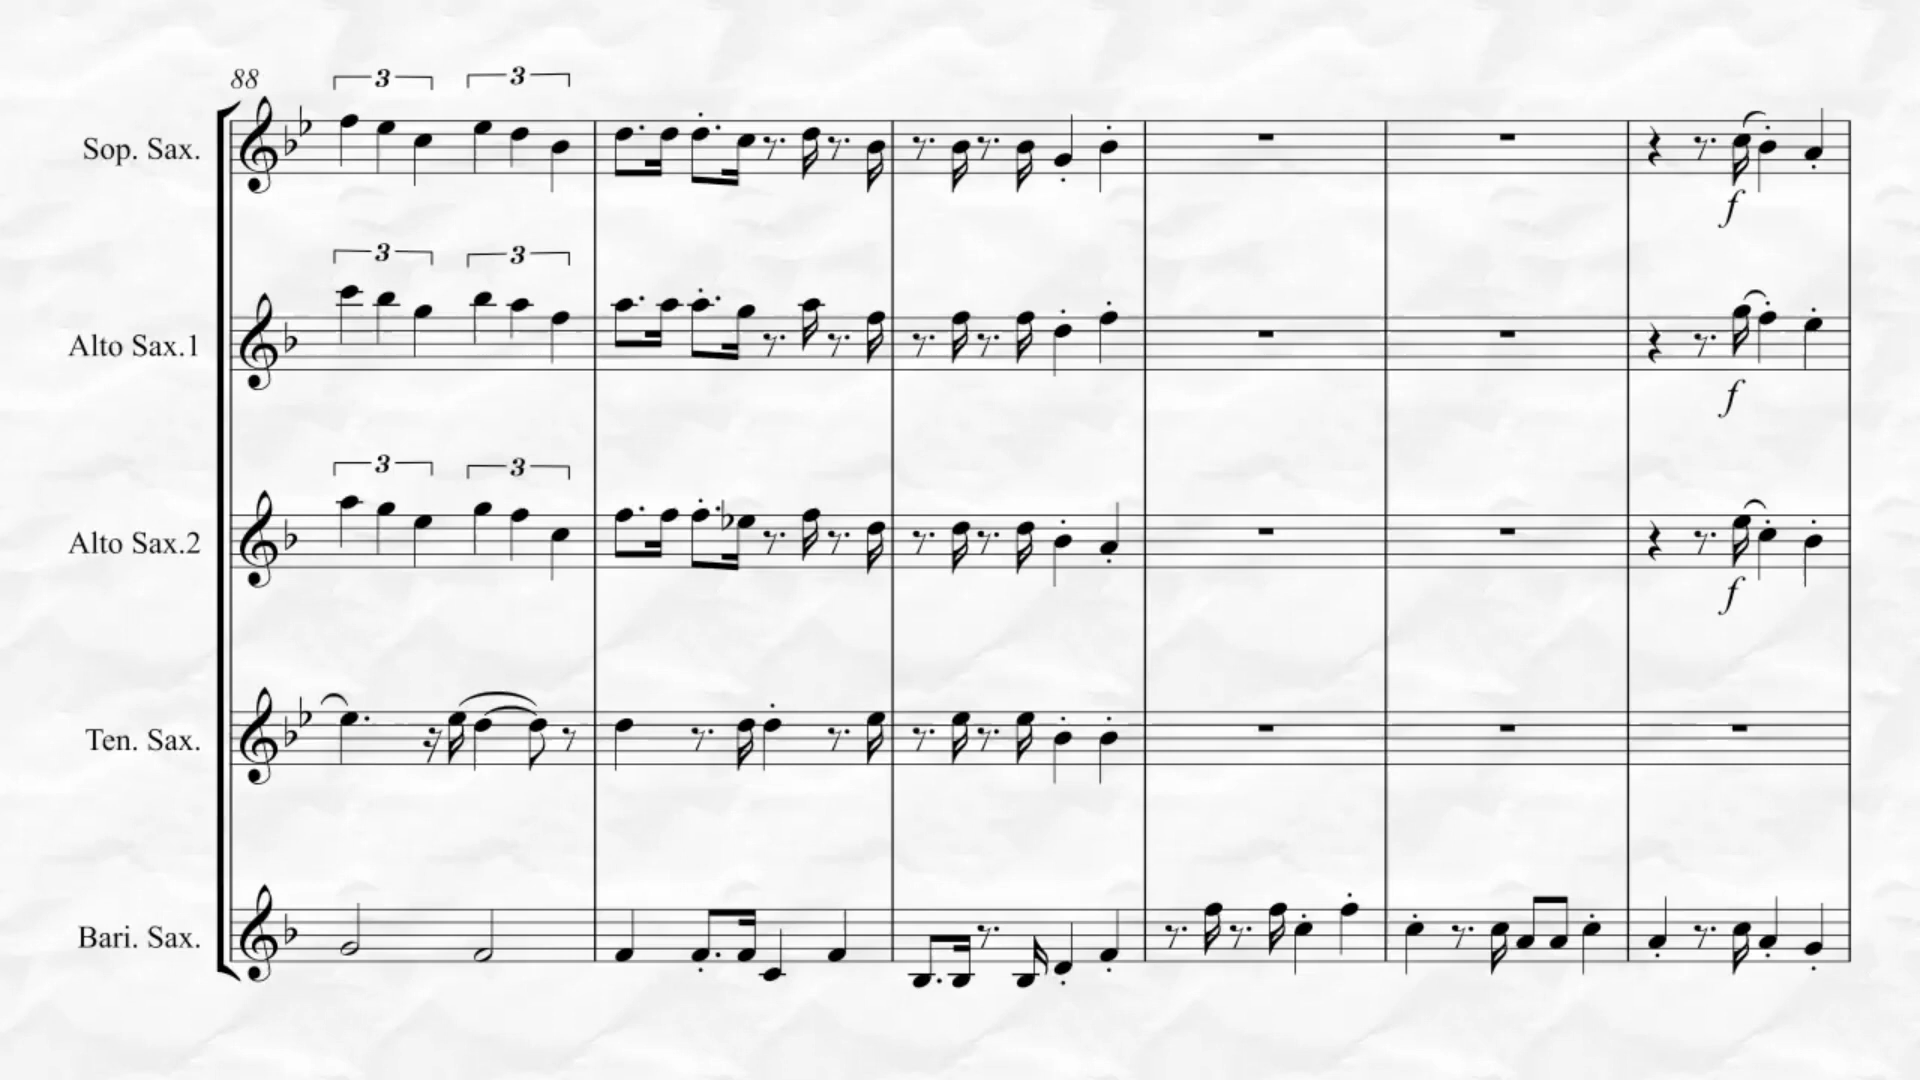 88
3 3
Sop. Sax.
f
3 3
Alto Sax.1
f
3 3
Alto Sax.2
f
Ten. Sax.
Bari. Sax.